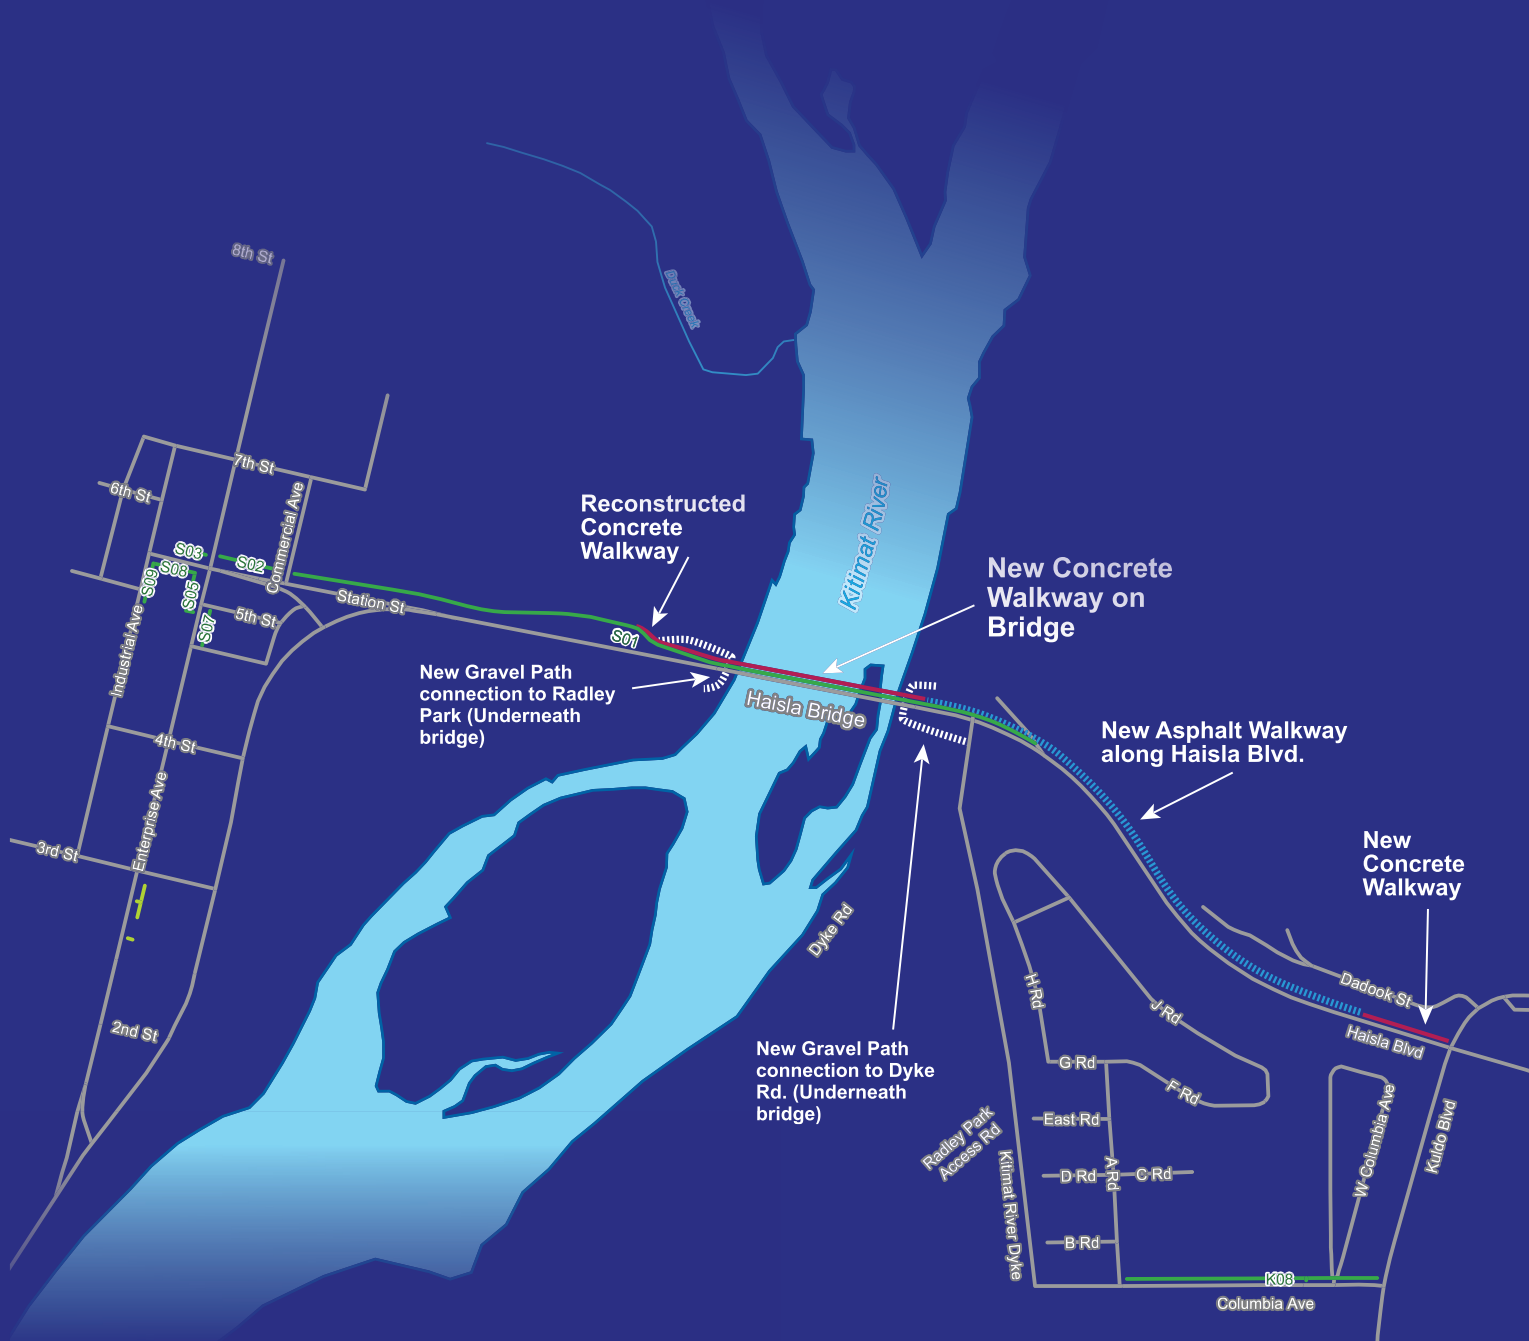 8th St
Duck Creek
7th St
6th St
Commercial Ave
Kitimat River
Reconstructed
Concrete
Walkway
S03
S02
S08
S09
S05
S07
5th St
Station St
S01
New Concrete
Walkway on
Bridge
Industrial Ave
New Gravel Path
connection to Radley
Park (Underneath
bridge)
Haisla Bridge
4th St
New Asphalt Walkway
along Haisla Blvd.
Enterprise Ave
3rd St
New
Concrete
Walkway
Dyke Rd
2nd St
H Rd
J Rd
Dadook St
Haisla Blvd
New Gravel Path
connection to Dyke
Rd. (Underneath
bridge)
G Rd
F Rd
East Rd
Radley Park
Access Rd
D Rd
A Rd
C Rd
W Columbia Ave
Kuldo Blvd
Kitimat River Dyke
B Rd
K08
Columbia Ave